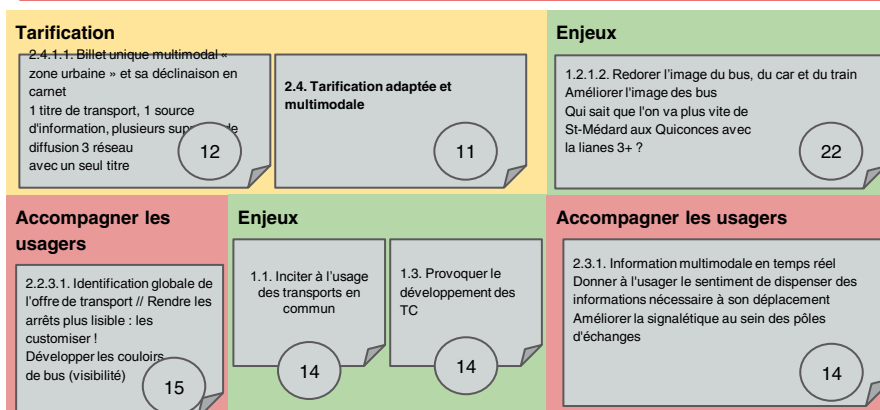 Tarification
2.4.1.1. Billet unique multimodal «
zone urbaine » et sa déclinaison en
carnet
1 titre de transport, 1 source
d'information, plusieurs
diffusion 3 réseau
avec un seul titre
12
2.4. Tarification adaptée et
multimodale
11
Enjeux
1.2.1.2. Redorer l'image du bus, du car et du train
Améliorer l'image des bus
Qui sait que l'on va plus vite de
St-Médard aux Quiconces avec
la lianes 3+ ?
22
Accompagner les
usagers
2.2.3.1. Identification globale de
l'offre de transport // Rendre les
arrêts plus lisible : les
customiser !
Développer les couloirs
de bus (visibilité)
15
Enjeux
1.1. Inciter à l'usage
des transports en
commun
14
1.3. Provoquer le
développement des
TC
14
Accompagner les usagers
2.3.1. Information multimodale en temps réel
Donner à l'usager le sentiment de dispenser des
informations nécessaire à son déplacement
Améliorer la signalétique au sein des pôles
d'échanges
14